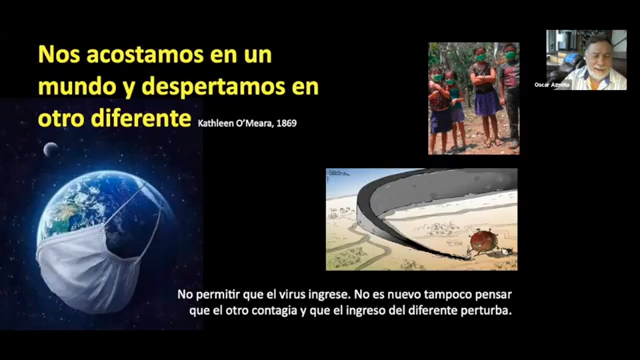 Nos acostamos en un
mundo y despertamos en
otro diferente Kathleen O'Meara, 1869
Oscar
No permitir que el virus ingrese. No es nuevo tampoco pensar
que el otro contagia y que el ingreso del diferente perturba.